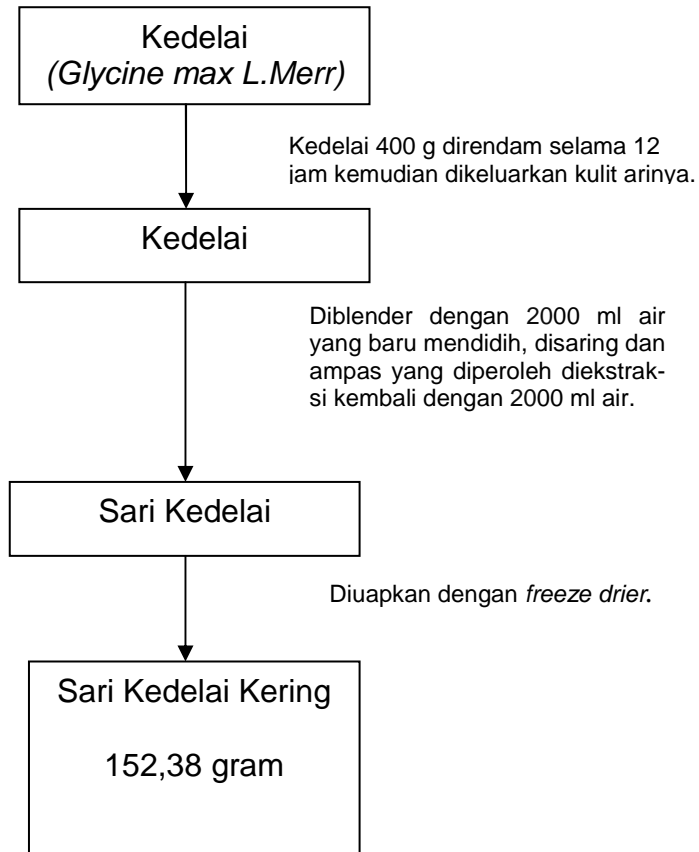 Kedelai
(Glycine max L.Merr)
Kedelai 400 g direndam selama 12
jam kemudian dikeluarkan kulit arinya.
Kedelai
Diblender dengan 2000 ml air
yang baru mendidih, disaring dan
ampas yang diperoleh diekstrak-
si kembali dengan 2000 ml air.
Sari Kedelai
Diuapkan dengan freeze drier.
Sari Kedelai Kering
152,38 gram